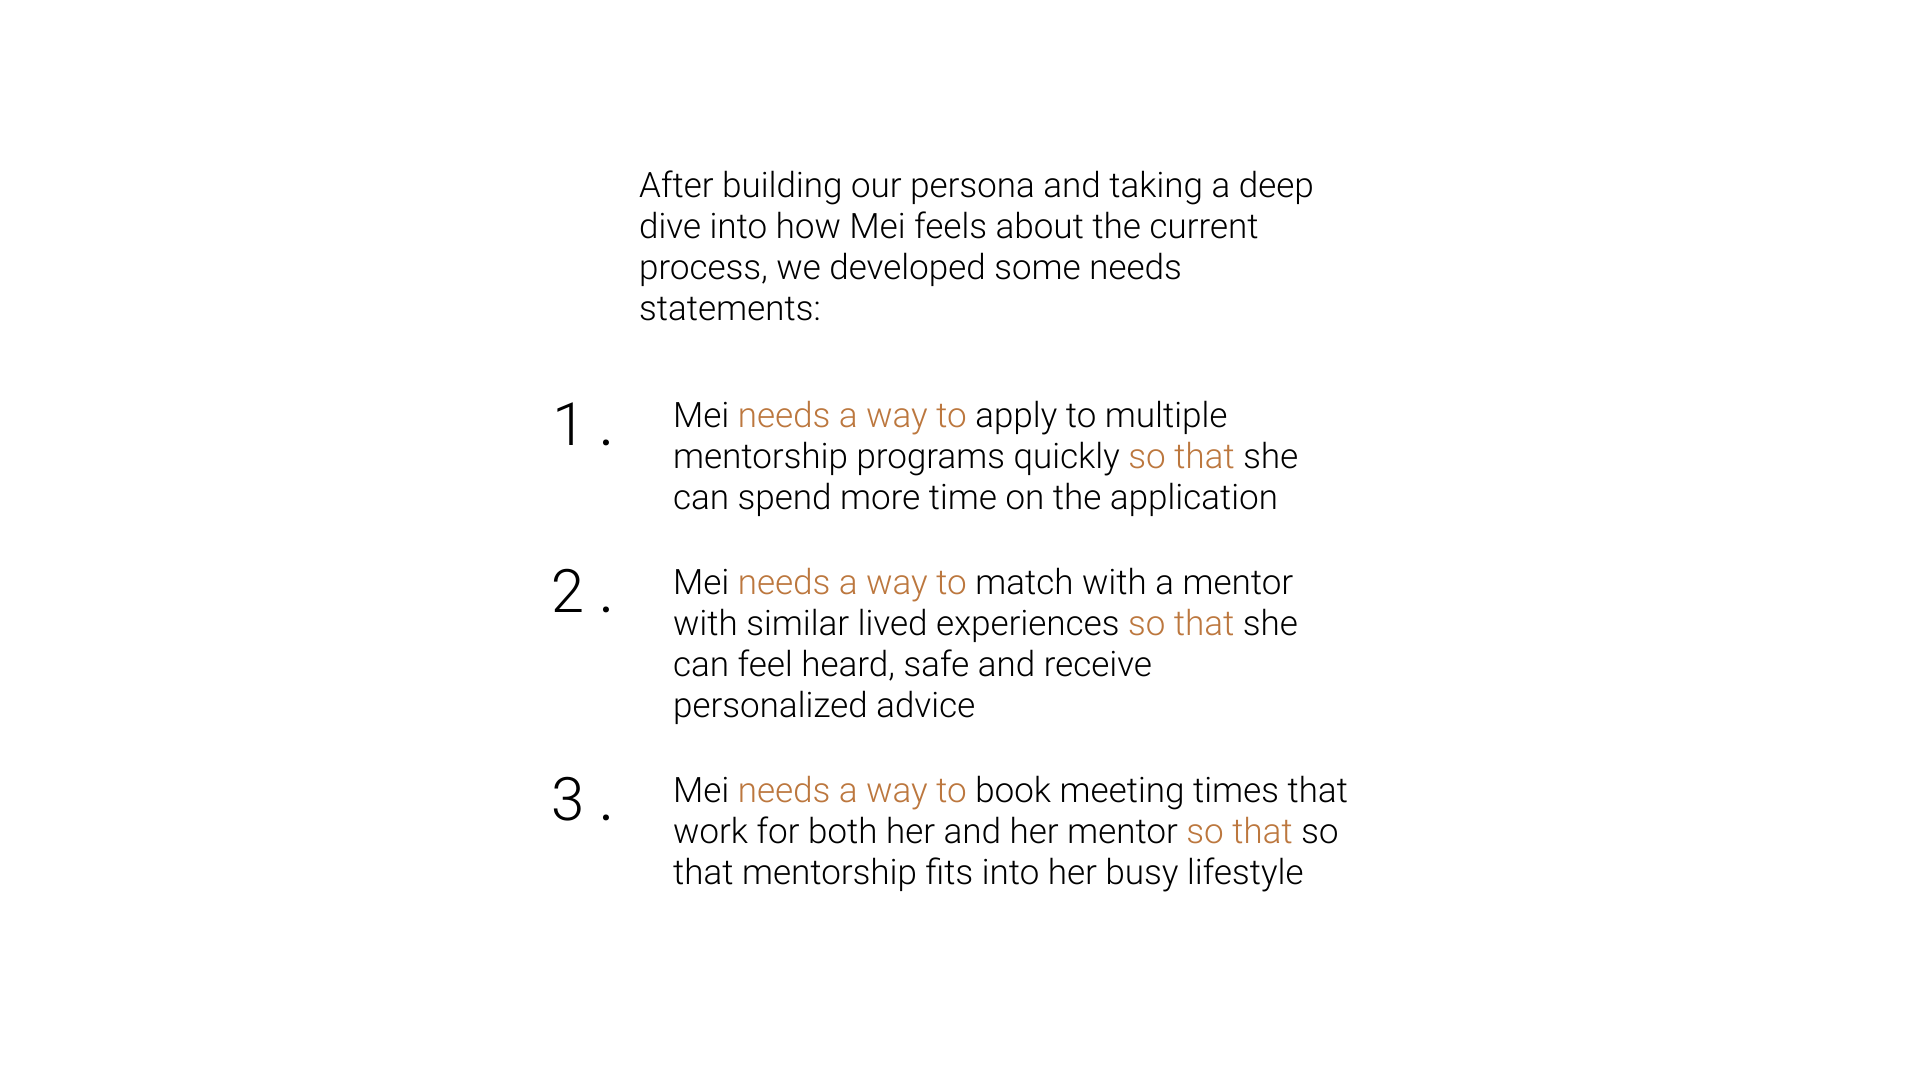 After building our persona and taking a deep
dive into how Mei feels about the current
process, we developed some needs
statements:
1. Mei needs a way to apply to multiple
mentorship programs quickly so that she
can spend more time on the application
2. Mei needs a way to match with a mentor
with similar lived experiences so that she
can feel heard, safe and receive
personalized advice
3. Mei needs a way to book meeting times that
work for both her and her mentor so that so
that mentorship fits into her busy lifestyle